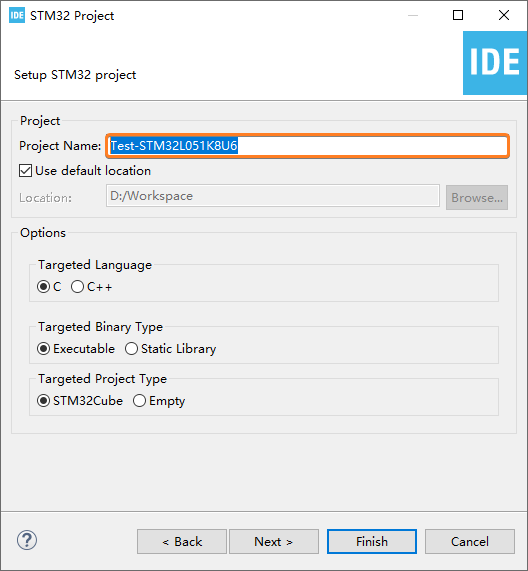 IDE STM32 Project
IDE
Setup STM32 project
Project
Project Name: Test-STM32L051K8U6
Use default location
Location: D:/Workspace Browse...
Options
Targeted Language
C C++
Targeted Binary Type
Executable Static Library
Targeted Project Type
STM32Cube Empty
? < Back Next > Finish Cancel